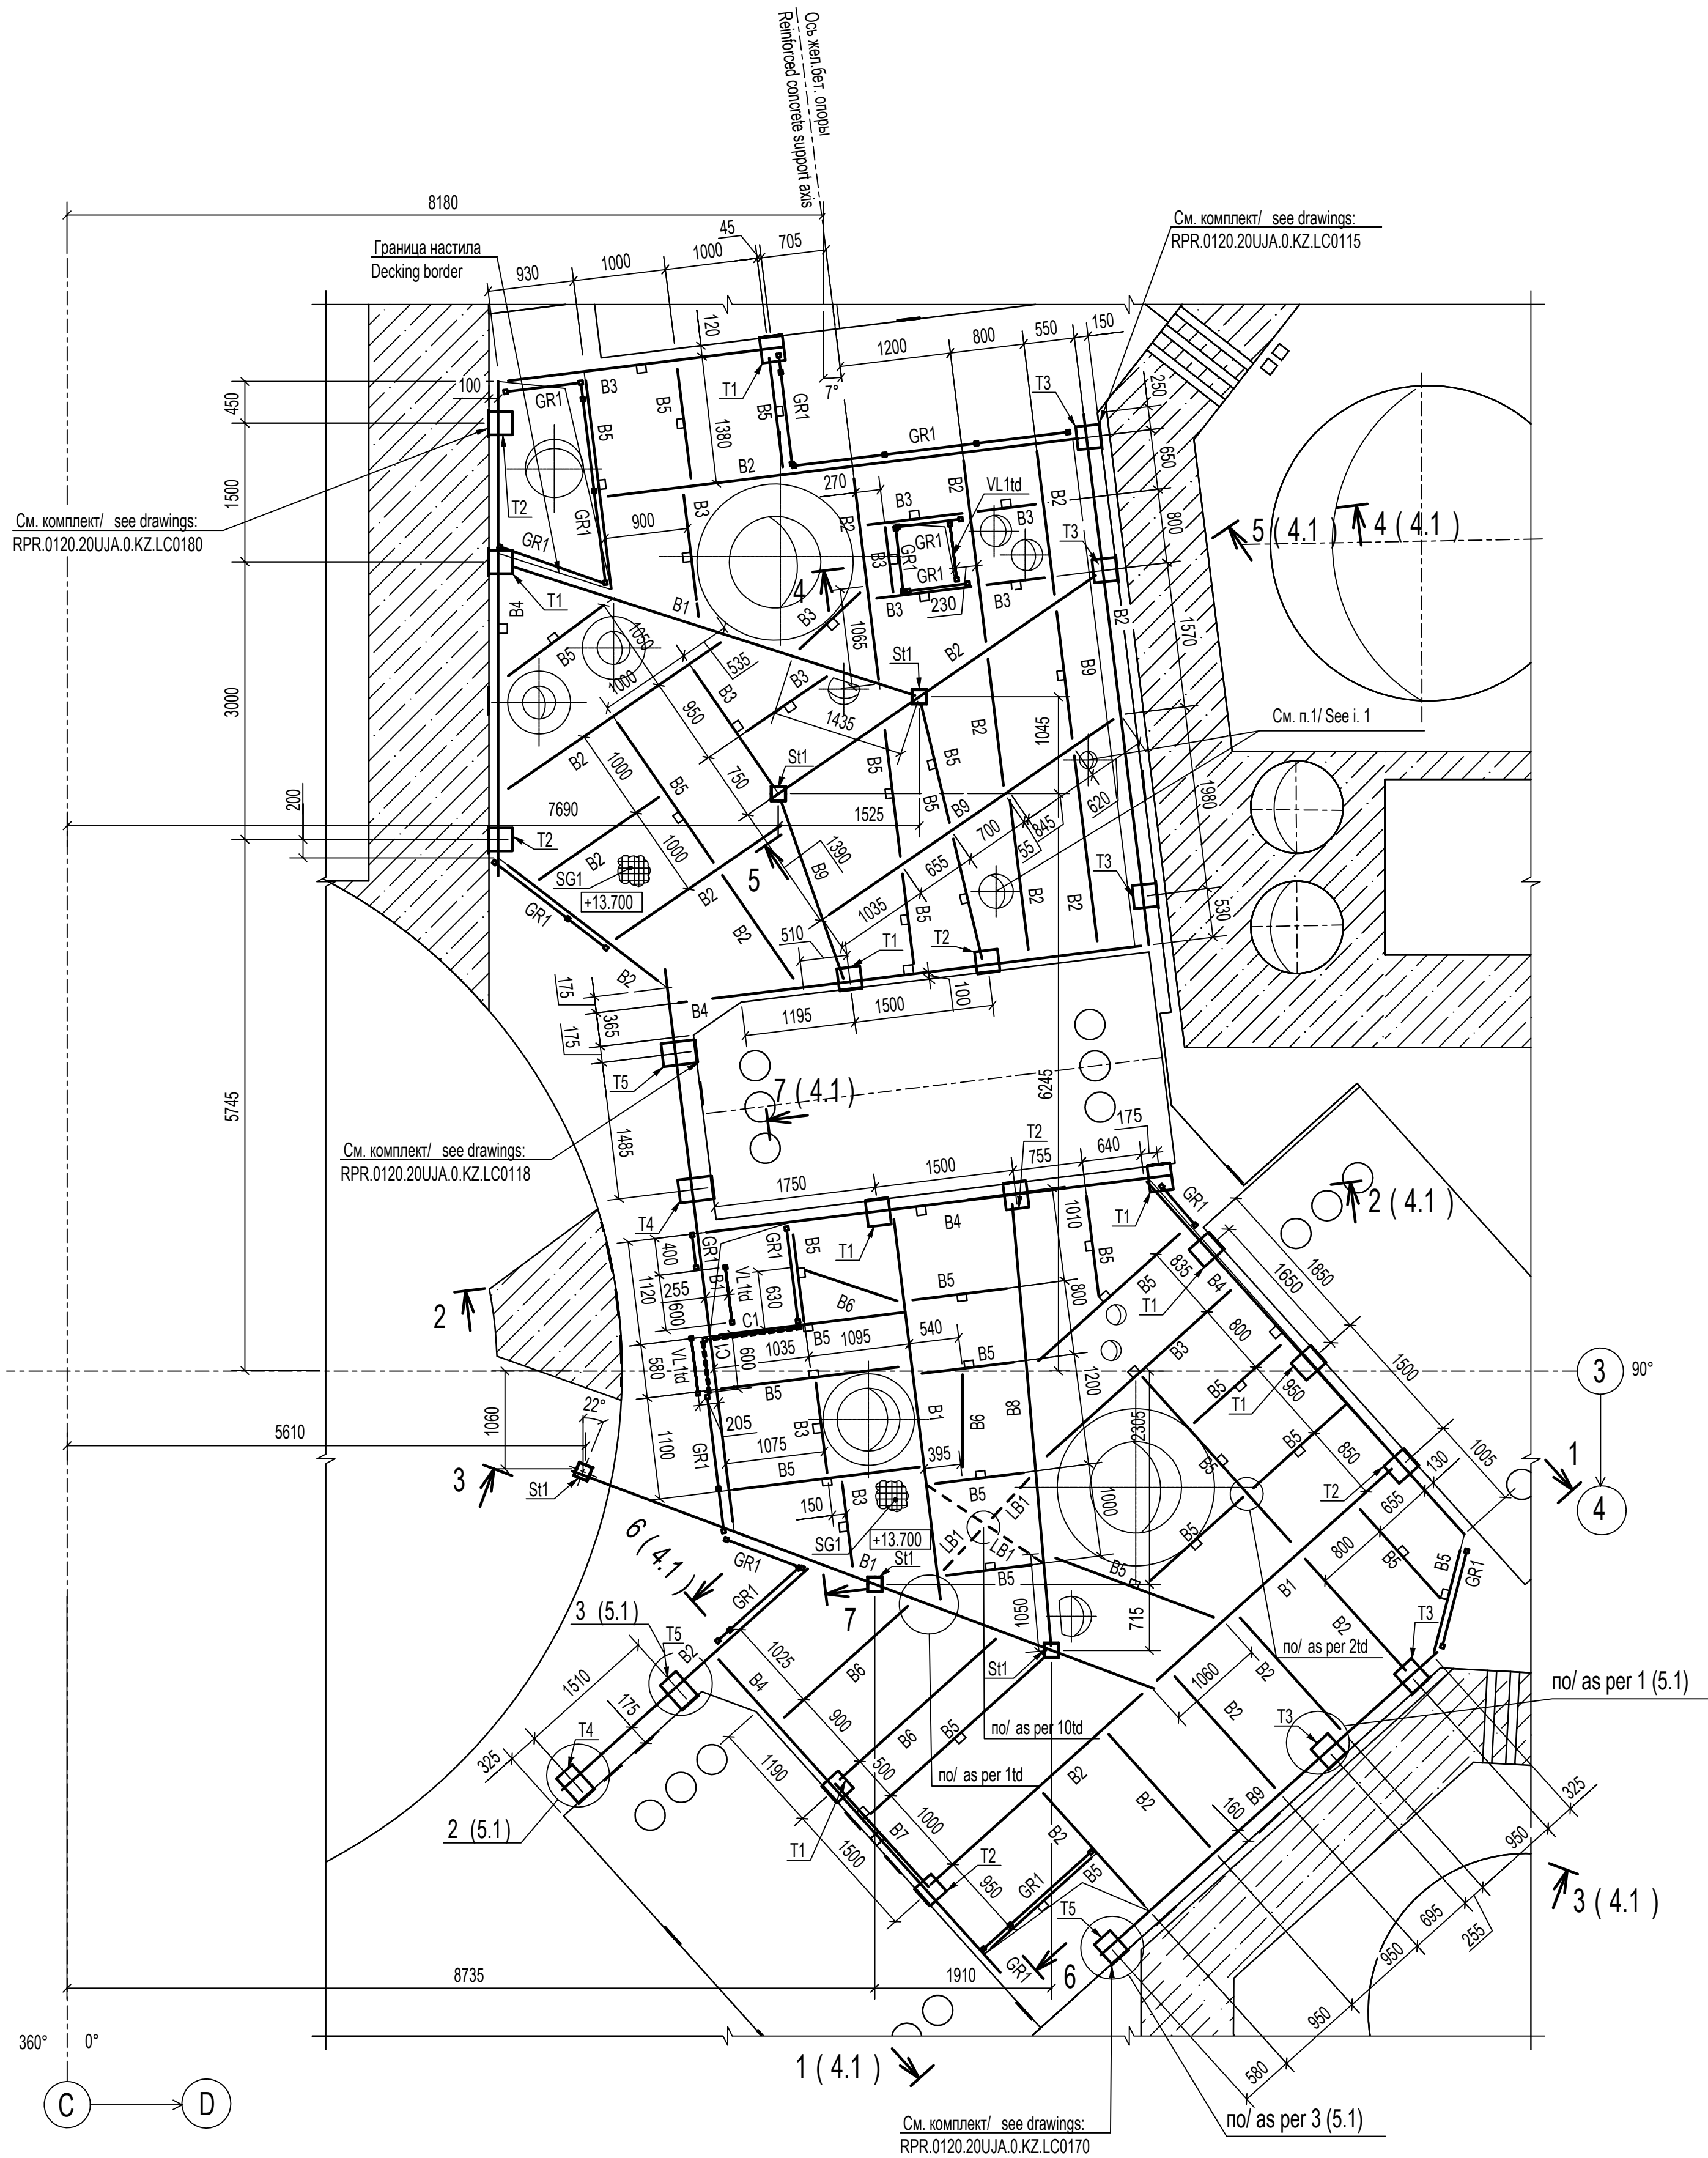 Ось жел.бет. опоры
Reinforced concrete support axis
8180
45
705
1000
1000
930
Граница настила
Decking border
См. комплект/ see drawings:
RPR.0120.20UJA.0.KZ.LC0115
120
1200
800
550
150
7°
100
GR1
B3
B5
B5
T1
B5
GR1
1380
T3
250
450
GR1
B2
650
1500
T2
270
B3
B2
VL1td
B2
B3
5 ( 4.1 )
4 ( 4.1 )
См. комплект/ see drawings:
RPR.0120.20UJA.0.KZ.LC0180
900
B3
B2
GR1
GR1
B3
GR1
T3
800
GR1
GR1
T1
B4
B1
4
B3
B3
230
B3
B2
1065
1570
B5
1050
535
St1
B2
B9
3000
1000
B3
B3
950
1435
1045
См. п.1/ See i. 1
B2
B2
1000
B5
750
St1
B5
B5
200
7690
1525
B5
B9
700
845
55
620
1980
T2
B2
1000
1390
B9
655
T3
SG1
+13.700
5
B2
1035
B5
B2
B2
530
GR1
B2
510
T1
T2
B2
175
B4
100
365
1195
1500
175
T5
7 ( 4.1 )
6245
5745
1485
175
См. комплект/ see drawings:
RPR.0120.20UJA.0.KZ.LC0118
T2
640
755
1500
1750
GR1
2 ( 4.1 )
T4
B4
T1
1010
T1
B5
400
GR1
GR1
B5
835
B4
1650
1850
1120
255
B1
VL1td
630
B6
B5
800
B5
T1
2
600
C1
B5
1095
540
B3
800
1035
1500
580
VL1td
C1
600
B5
B5
1200
B5
T1
950
3
90°
22°
205
B3
B1
B6
B8
2305
B5
850
1005
1060
5610
1100
GR1
1075
395
B5
130
1
3
St1
B5
150
B3
B5
1000
B5
T2
655
4
LB1
LB1
LB1
SG1
+13.700
B5
800
B5
B5
GR1
6 ( 4.1 )
GR1
B1
St1
B5
B5
B1
GR1
7
1050
715
B2
T3
3 (5.1)
T5
B2
1025
B6
St1
по/ as per 2td
по/ as per 1 (5.1)
1510
B4
1060
B2
B2
175
900
B6
B5
по/ as per 10td
T3
T4
325
1190
500
по/ as per 1td
B2
B2
B9
325
2 (5.1)
T1
1500
B7
1000
B2
160
950
T2
950
GR1
B5
3 ( 4.1 )
T5
695
255
950
8735
1910
GR1
6
950
360°
0°
1 ( 4.1 )
580
C
D
См. комплект/ see drawings:
RPR.0120.20UJA.0.KZ.LC0170
по/ as per 3 (5.1)